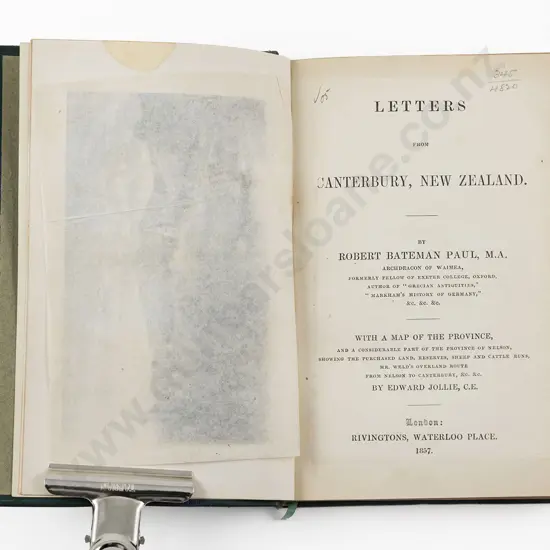 LETTERS
FROM
CANTERBURY, NEW ZEALAND.
BY
ROBERT BATEMAN PAUL, M.A.
ARCHDEACON OF WAIMEA,
FORMERLY FELLOW OF EXETER COLLEGE, OXFORD.
AUTHOR OF "GRECIAN ANTIQUITIES,"
"MARKHAM'S HISTORY OF GERMANY,"
&c. &c. &c.
WITH A MAP OF THE PROVINCE,
AND A CONSIDERABLE PART OF THE PROVINCE OF NELSON,
SHOWING THE PURCHASED LAND, RESERVES, SHEEP AND CATTLE RUNS,
MR. WELD'S OVERLAND ROUTE
FROM NELSON TO CANTERBURY, &c. &c.
BY EDWARD JOLLIE, C.E.
London:
RIVINGTONS, WATERLOO PLACE.
1857.